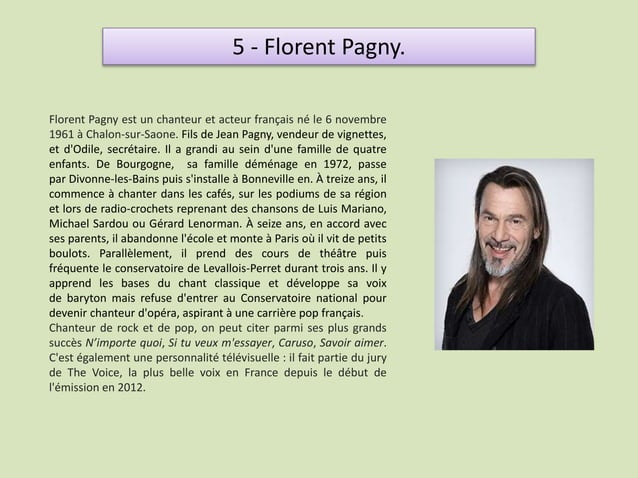 5 - Florent Pagny.
Florent Pagny est un chanteur et acteur français né le 6 novembre
1961 à Chalon-sur-Saone. Fils de Jean Pagny, vendeur de vignettes,
et d'Odile, secrétaire. Il a grandi au sein d'une famille de quatre
enfants. De Bourgogne, sa famille déménage en 1972, passe
par Divonne-les-Bains puis s'installe à Bonneville en. À treize ans, il
commence à chanter dans les cafés, sur les podiums de sa région
et lors de radio-crochets reprenant des chansons de Luis Mariano,
Michael Sardou ou Gérard Lenorman. À seize ans, en accord avec
ses parents, il abandonne l'école et monte à Paris où il vit de petits
boulots. Parallèlement, il prend des cours de théâtre puis
fréquente le conservatoire de Levallois-Perret durant trois ans. Il y
apprend les bases du chant classique et développe sa voix
de baryton mais refuse d'entrer au Conservatoire national pour
devenir chanteur d'opéra, aspirant à une carrière pop français.
Chanteur de rock et de pop, on peut citer parmi ses plus grands
succès N'importe quoi, Si tu veux m'essayer, Caruso, Savoir aimer.
C'est également une personnalité télévisuelle : il fait partie du jury
de The Voice, la plus belle voix en France depuis le début de
l'émission en 2012.